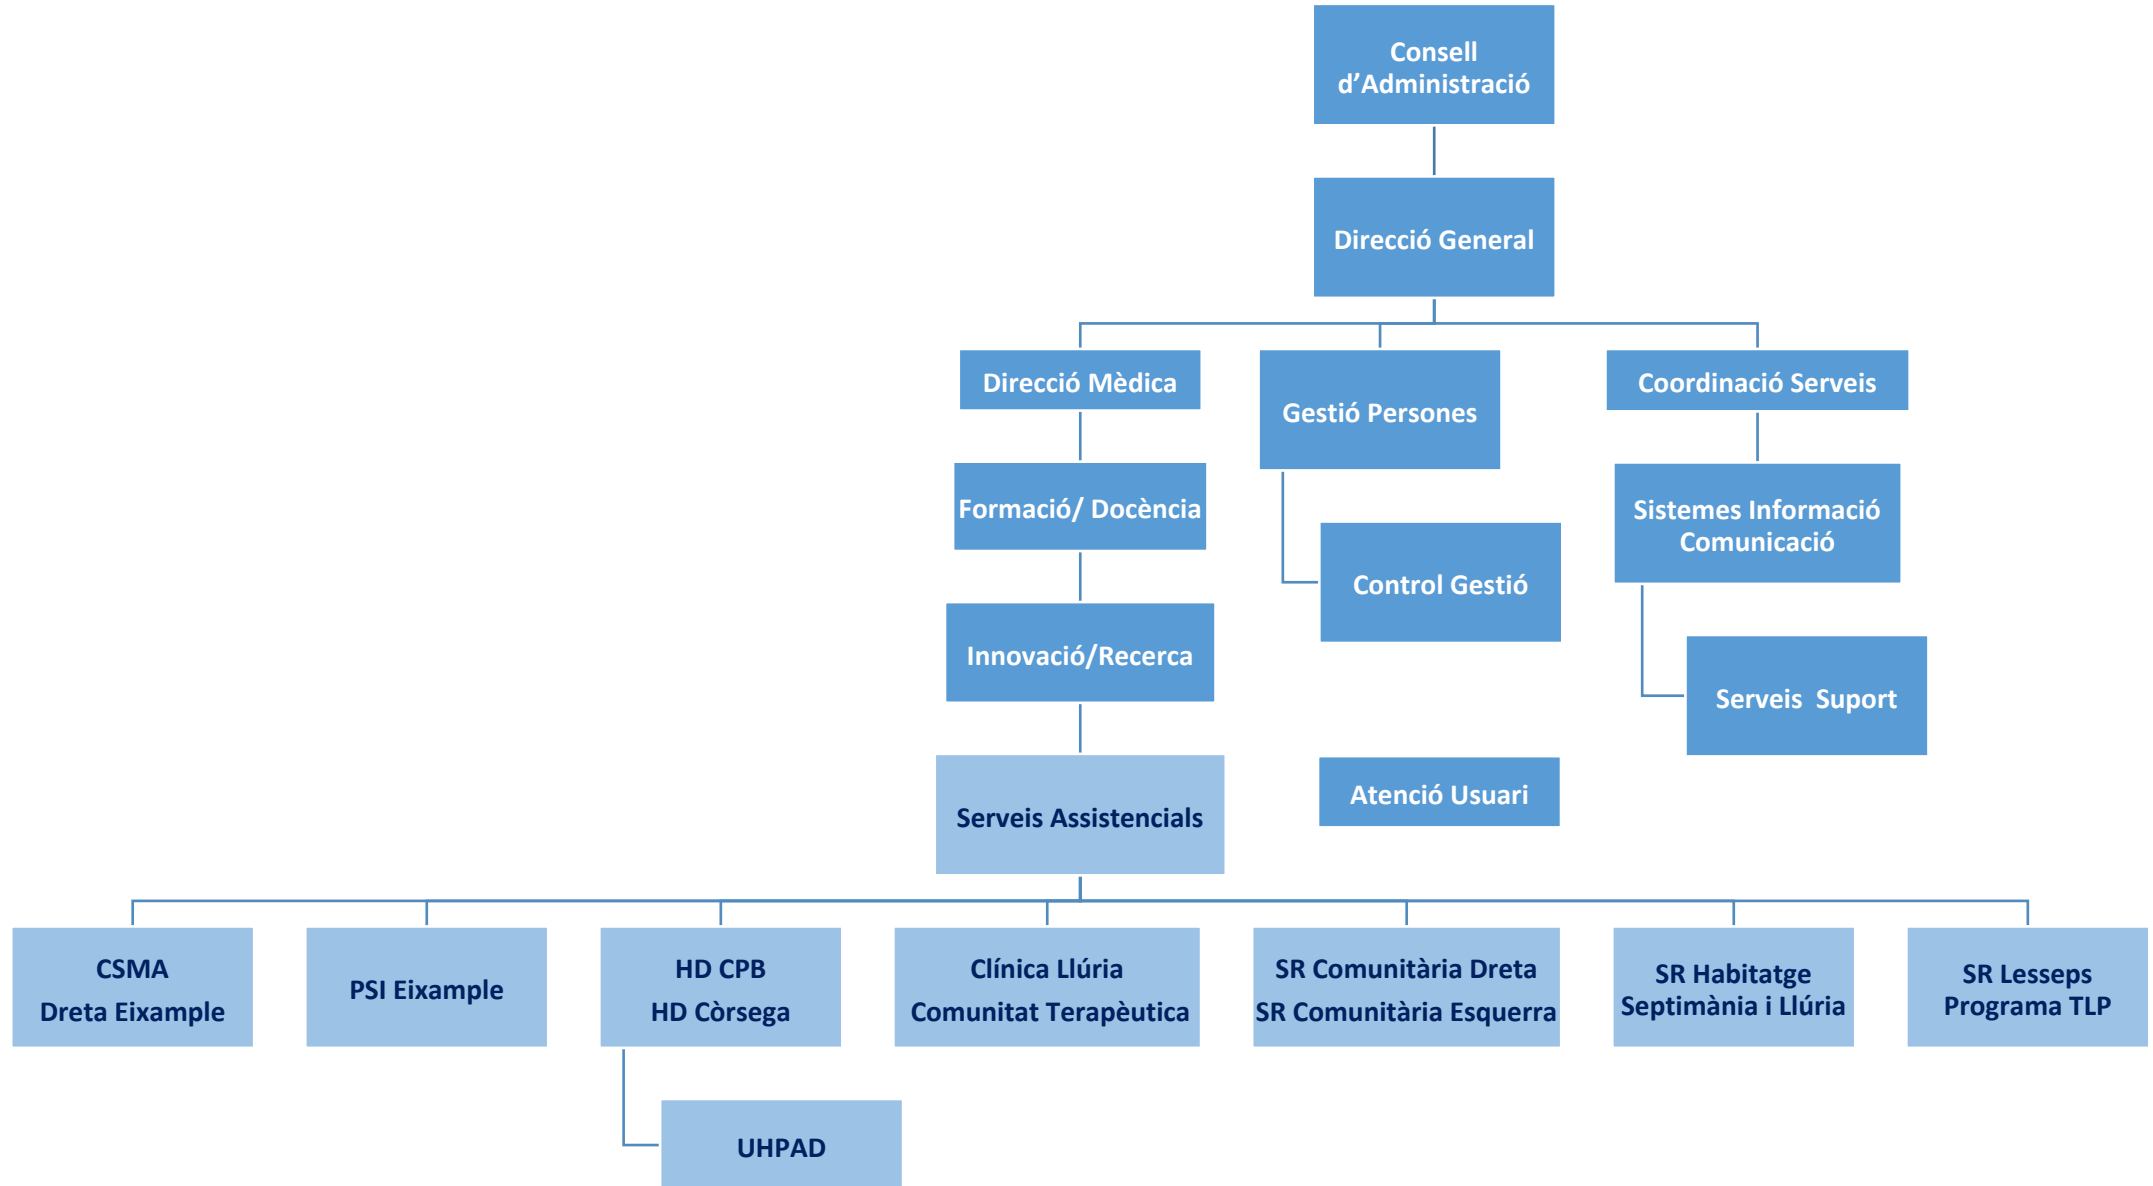 Consell
d’Administració
Direcció General
Direcció Mèdica
Gestió Persones
Coordinació Serveis
Formació/ Docència
Sistemes Informació
Comunicació
Control Gestió
Innovació/Recerca
Serveis  Suport
Atenció Usuari
Serveis Assistencials
CSMA
Dreta Eixample
PSI Eixample
HD CPB
HD Còrsega
Clínica Llúria
Comunitat Terapèutica
SR Comunitària Dreta
SR Comunitària Esquerra
SR Habitatge
Septimània i Llúria
SR Lesseps
Programa TLP
UHPAD